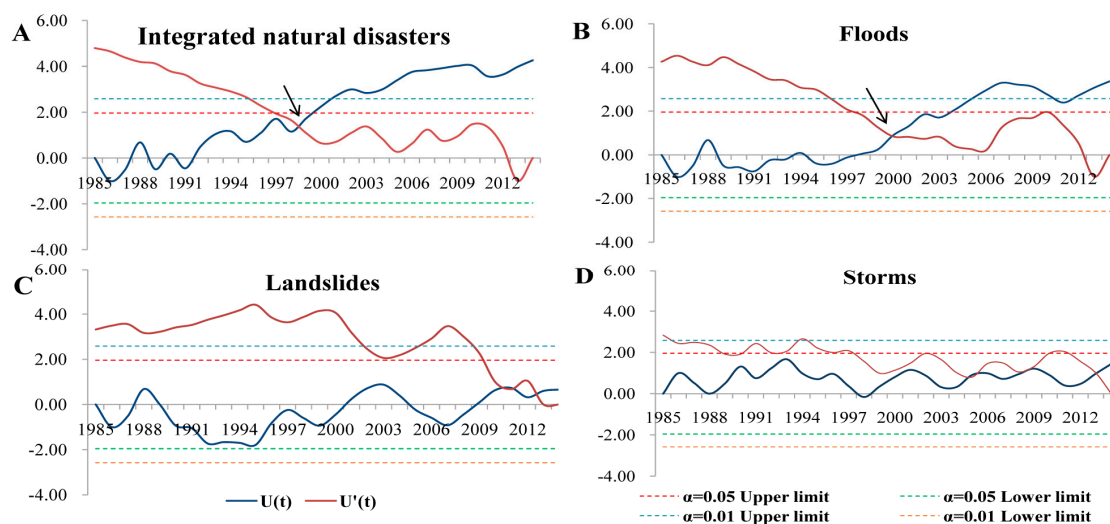 A
Integrated natural disasters
6.00
4.00
2.00
0.00
-2.00
-4.00
1985 1988 1991 1994 1997 2000 2003 2006 2009 2012
B
Floods
6.00
4.00
2.00
0.00
-2.00
-4.00
1985 1988 1991 1994 1997 2000 2003 2006 2009 2012
C
Landslides
6.00
4.00
2.00
0.00
-2.00
-4.00
1985 1988 1991 1994 1997 2000 2003 2006 2009 2012
U(t) U'(t)
D
Storms
6.00
4.00
2.00
0.00
-2.00
-4.00
1985 1988 1991 1994 1997 2000 2003 2006 2009 2012
α=0.05 Upper limit α=0.05 Lower limit
α=0.01 Upper limit α=0.01 Lower limit